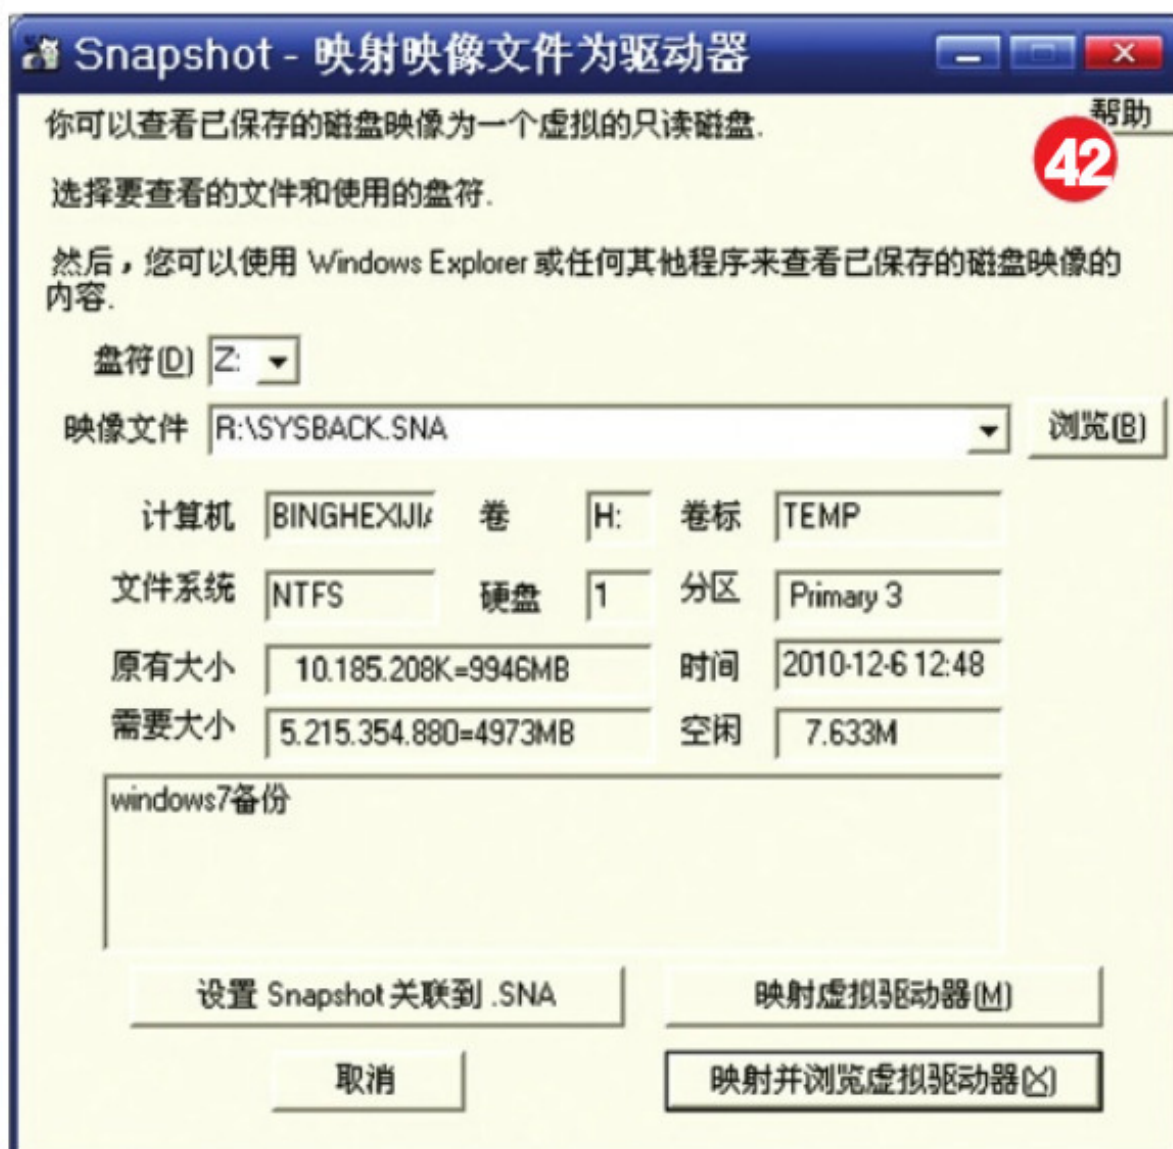 Snapshot - 映射映像文件为驱动器
你可以查看已保存的磁盘映像为一个虚拟的只读磁盘.
帮助
42
选择要查看的文件和使用的盘符.
然后，您可以使用 Windows Explorer 或任何其他程序来查看已保存的磁盘映像的
内容.
盘符(D) Z:
映像文件 R:\SYSBACK.SNA 浏览(B)
计算机 BINGHEXIJI 卷 H: 卷标 TEMP
文件系统 NTFS 硬盘 1 分区 Primary 3
原有大小 10.185.208K=9946MB 时间 2010-12-6 12:48
需要大小 5.215.354.880=4973MB 空闲 7.633M
windows7备份
设置 Snapshot 关联到 .SNA 映射虚拟驱动器(M)
取消 映射并浏览虚拟驱动器(X)